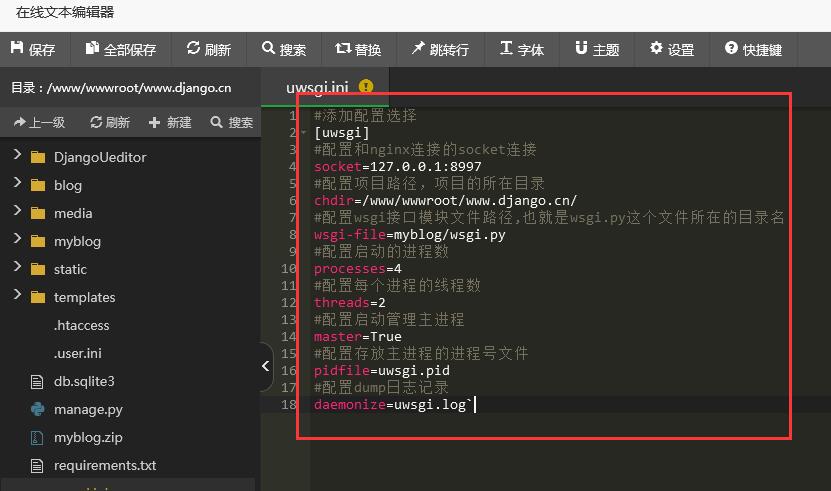 在线文本编辑器
保存 全部保存 刷新 搜索 替换 跳转行 字体 主题 设置 快捷键
目录：/www/wwwroot/www.django.cn
uwsgi.ini
上一级 刷新 新建 搜索
DjangoUeditor
blog
media
myblog
static
templates
.htaccess
.user.ini
db.sqlite3
manage.py
myblog.zip
requirements.txt
1 #添加配置选择
2 [uwsgi]
3 #配置和nginx连接的socket连接
4 socket=127.0.0.1:8997
5 #配置项目路径，项目的所在目录
6 chdir=/www/wwwroot/www.django.cn/
7 #配置wsgi接口模块文件路径,也就是wsgi.py这个文件所在的目录名
8 wsgi-file=myblog/wsgi.py
9 #配置启动的进程数
10 processes=4
11 #配置每个进程的线程数
12 threads=2
13 #配置启动管理主进程
14 master=True
15 #配置存放主进程的进程号文件
16 pidfile=uwsgi.pid
17 #配置dump日志记录
18 daemonize=uwsgi.log`